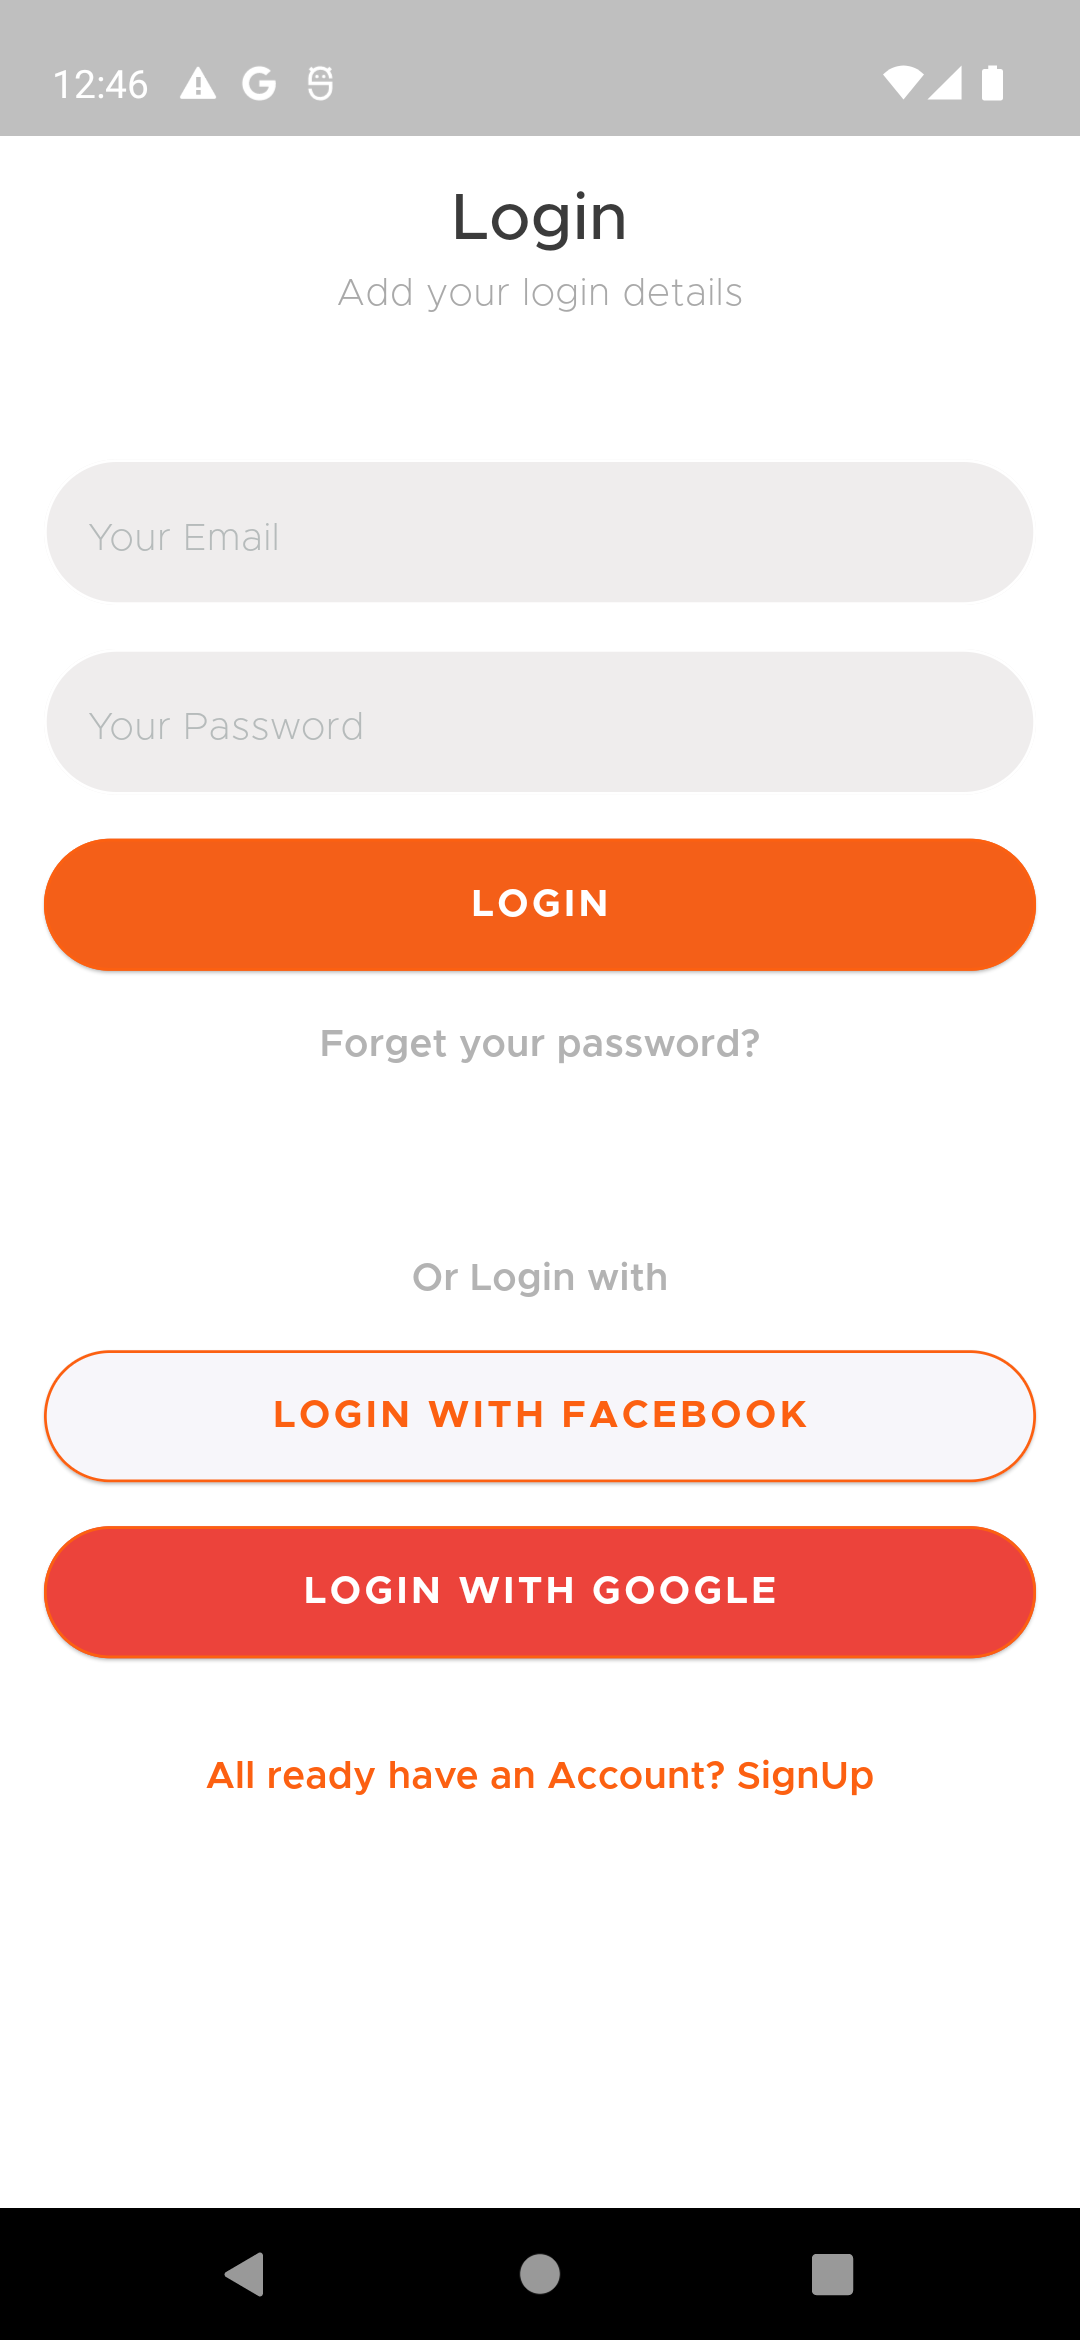 12:46
Login
Add your login details
Your Email
Your Password
LOGIN
Forget your password?
Or Login with
LOGIN WITH FACEBOOK
LOGIN WITH GOOGLE
All ready have an Account? SignUp